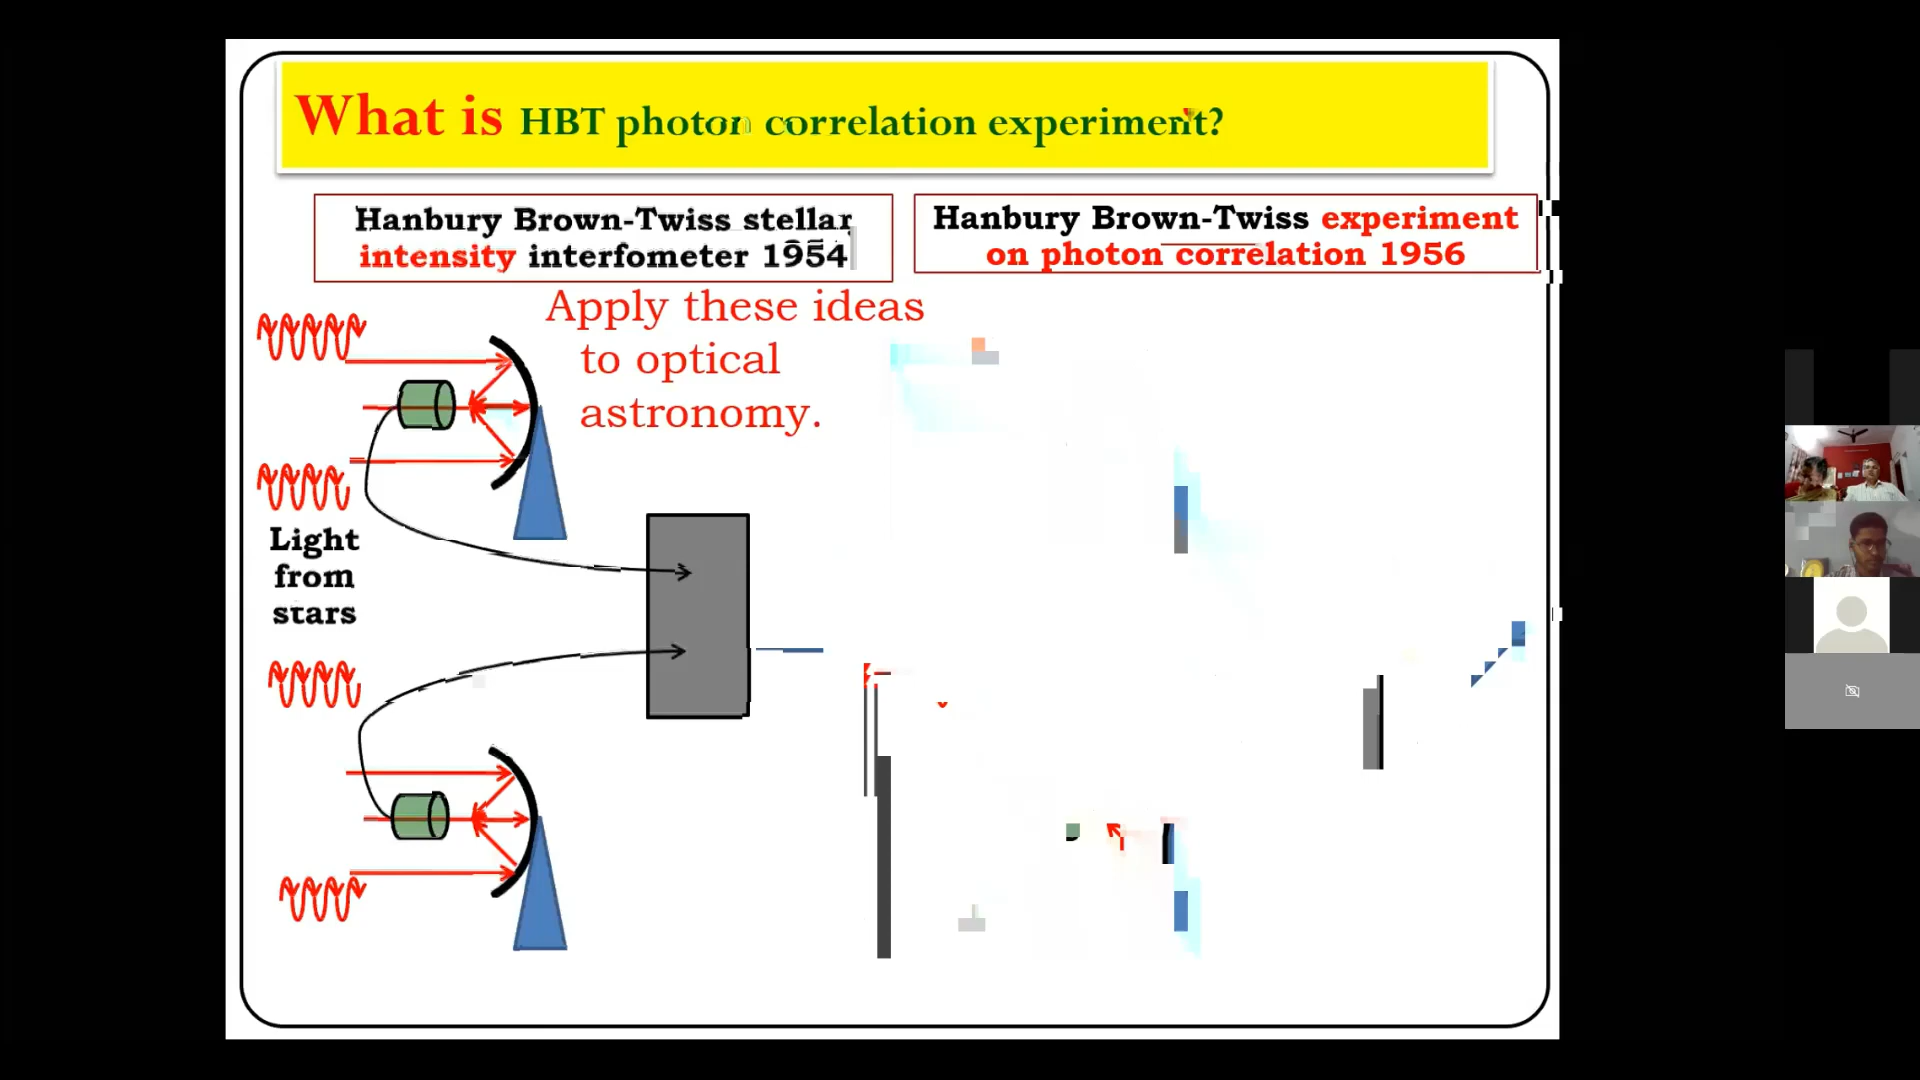 What is HBT photon correlation experiment?
Hanbury Brown-Twiss stellar
intensity interfometer 1954
Hanbury Brown-Twiss experiment
on photon correlation 1956
Apply these ideas
to optical
astronomy.
Light
from
stars